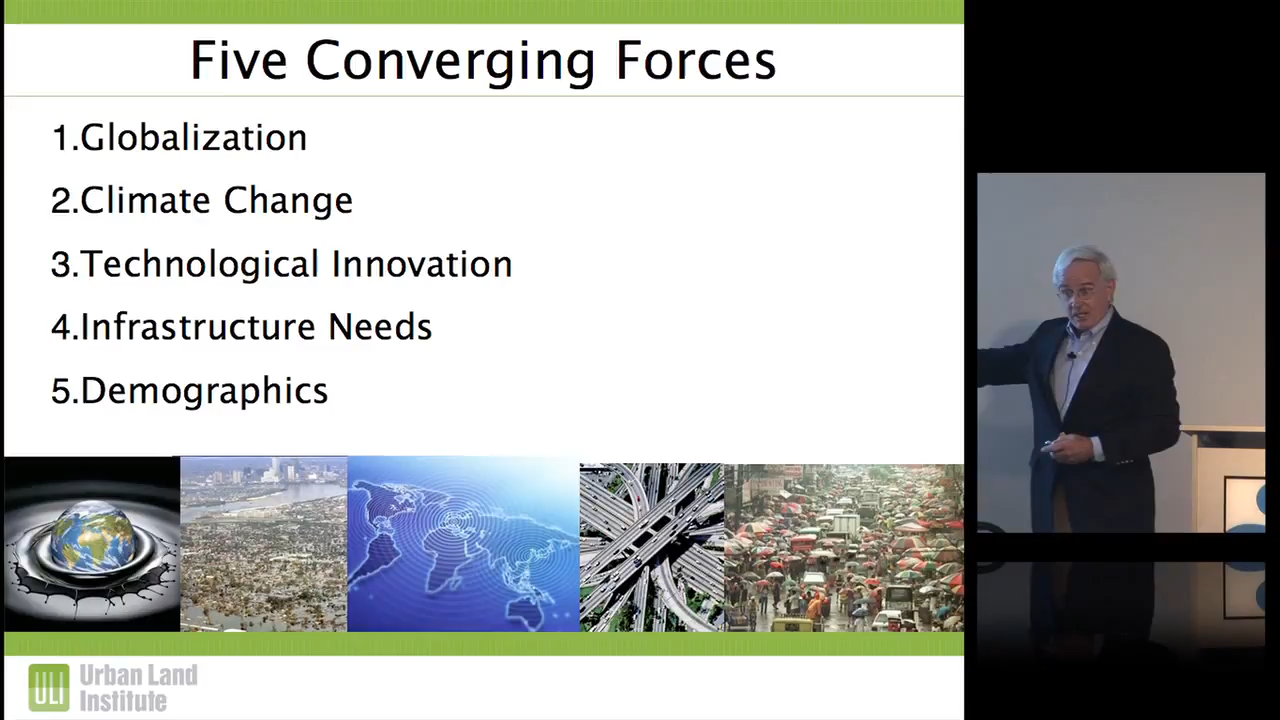 Five Converging Forces
1.Globalization
2.Climate Change
3.Technological Innovation
4.Infrastructure Needs
5.Demographics
ULI
Urban Land
Institute